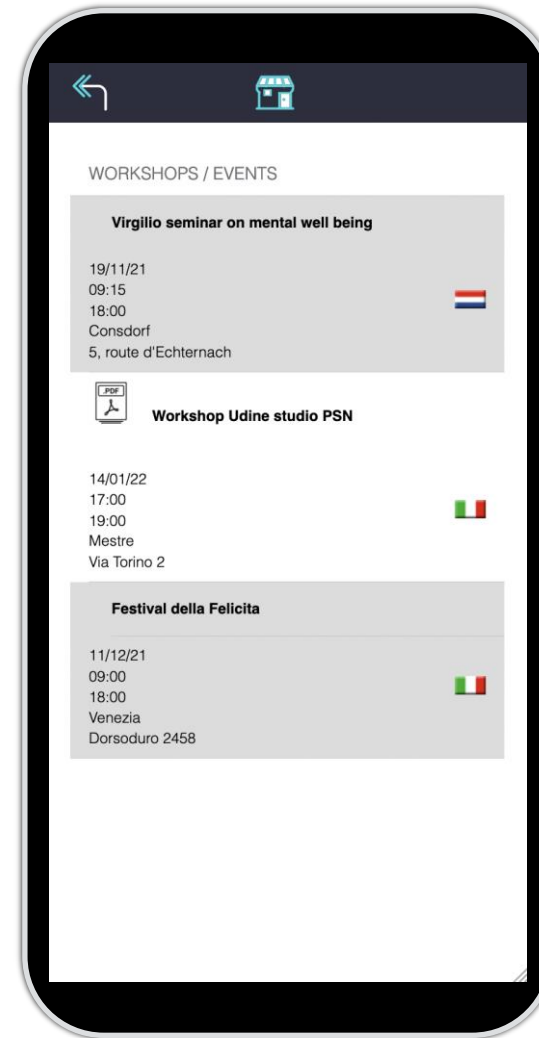 WORKSHOPS / EVENTS
Virgilio seminar on mental well being
19/11/21
09:15
18:00
Consdorf
5, route d'Echternach
.PDF
Workshop Udine studio PSN
14/01/22
17:00
19:00
Mestre
Via Torino 2
Festival della Felicita
11/12/21
09:00
18:00
Venezia
Dorsoduro 2458